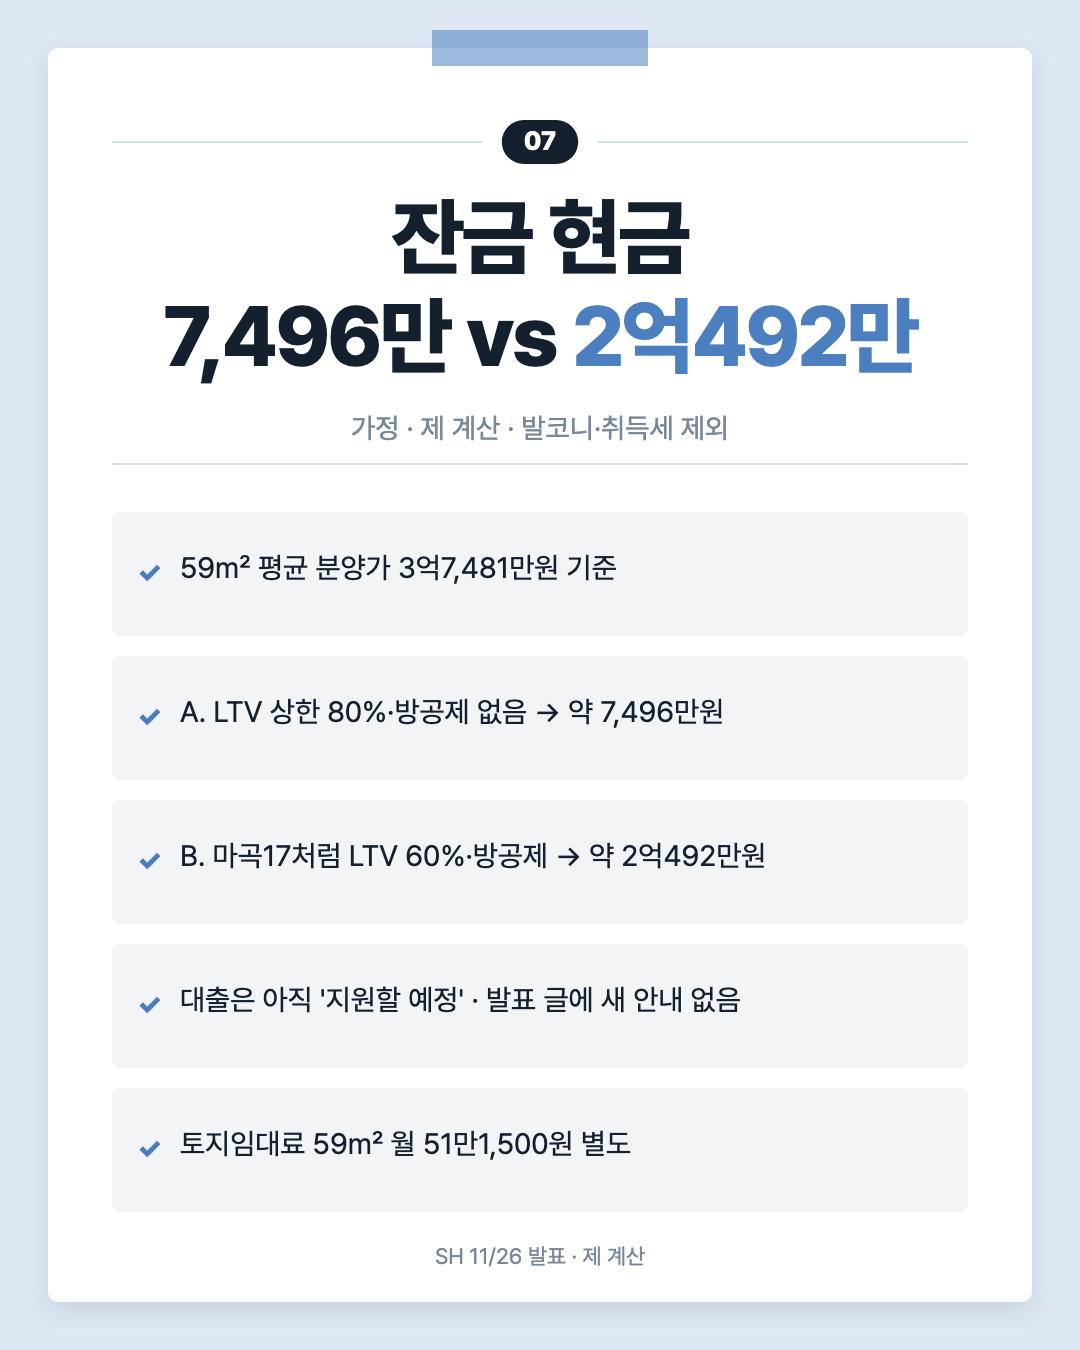 07
잔금 현금
7,496만 vs 2억492만
가정 · 제 계산 · 발코니·취득세 제외
59m² 평균 분양가 3억7,481만원 기준
A. LTV 상한 80%·방공제 없음 → 약 7,496만원
B. 마곡17처럼 LTV 60%·방공제 → 약 2억492만원
대출은 아직 '지원할 예정' · 발표 글에 새 안내 없음
토지임대료 59m² 월 51만1,500원 별도
SH 11/26 발표 · 제 계산